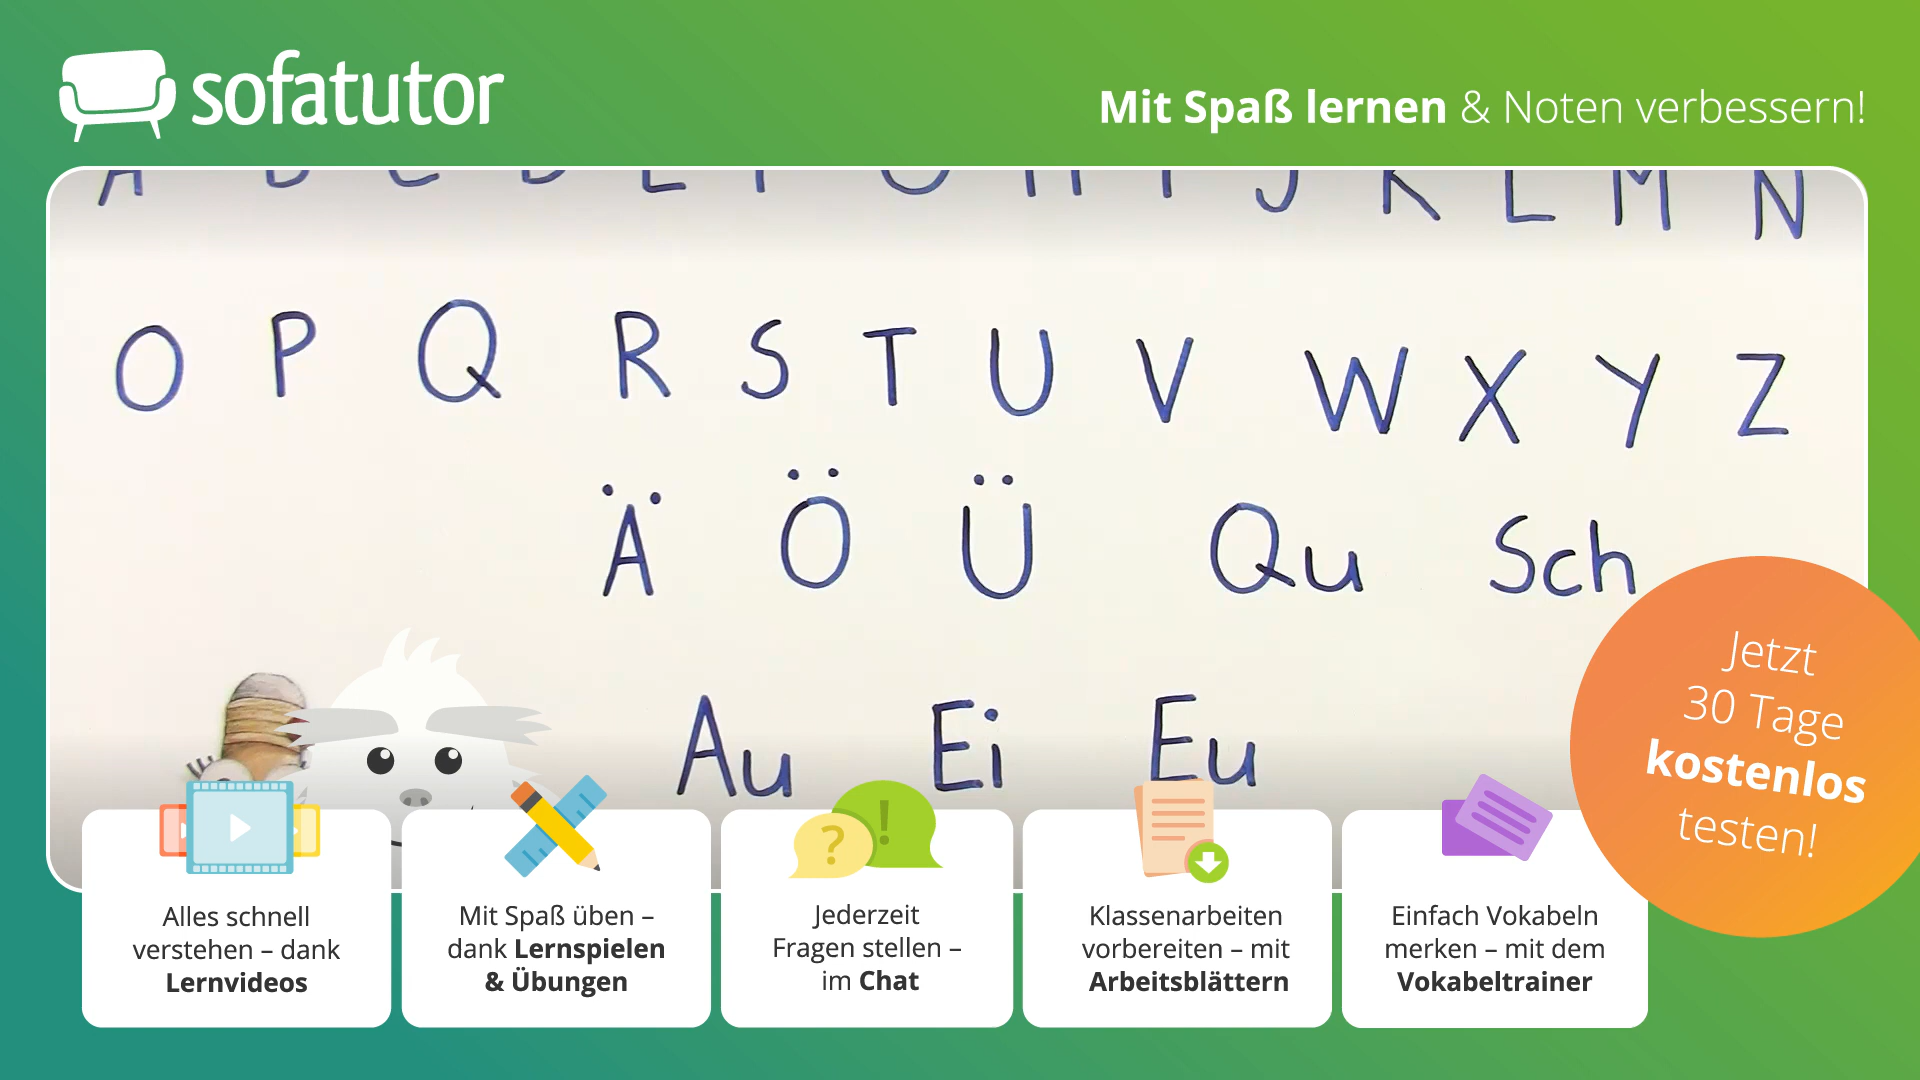 sofatutor
Mit Spaß lernen & Noten verbessern!
A B C D E F G H I J K L M N
O P Q R S T U V W X Y Z
Ä Ö Ü Qu Sch
Au Ei Eu
Jetzt
30 Tage
kostenlos
testen!
? !
Alles schnell
verstehen – dank
Lernvideos
Mit Spaß üben –
dank Lernspielen
& Übungen
Jederzeit
Fragen stellen –
im Chat
Klassenarbeiten
vorbereiten – mit
Arbeitsblättern
Einfach Vokabeln
merken – mit dem
Vokabeltrainer